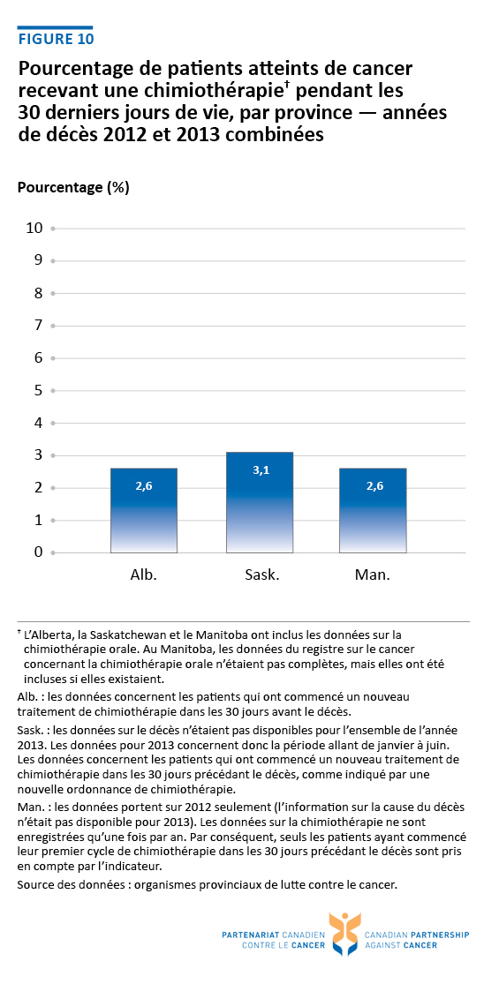 FIGURE 10
Pourcentage de patients atteints de cancer
recevant une chimiothérapie† pendant les
30 derniers jours de vie, par province — années
de décès 2012 et 2013 combinées
Pourcentage (%)
10
9
8
7
6
5
4
3
2
1
0
2,6
3,1
2,6
Alb.
Sask.
Man.
† L’Alberta, la Saskatchewan et le Manitoba ont inclus les données sur la
chimiothérapie orale. Au Manitoba, les données du registre sur le cancer
concernant la chimiothérapie orale n’étaient pas complètes, mais elles ont été
incluses si elles existaient.
Alb. : les données concernent les patients qui ont commencé un nouveau
traitement de chimiothérapie dans les 30 jours avant le décès.
Sask. : les données sur le décès n’étaient pas disponibles pour l’ensemble de l’année
2013. Les données pour 2013 concernent donc la période allant de janvier à juin.
Les données concernent les patients qui ont commencé un nouveau traitement de
chimiothérapie dans les 30 jours précédant le décès, comme indiqué par une
nouvelle ordonnance de chimiothérapie.
Man. : les données portent sur 2012 seulement (l’information sur la cause du décès
n’était pas disponible pour 2013). Les données sur la chimiothérapie ne sont
enregistrées qu’une fois par an. Par conséquent, seuls les patients ayant commencé
leur premier cycle de chimiothérapie dans les 30 jours précédant le décès sont pris
en compte par l’indicateur.
Source des données : organismes provinciaux de lutte contre le cancer.
PARTENARIAT CANADIEN
CONTRE LE CANCER
CANADIAN PARTNERSHIP
AGAINST CANCER